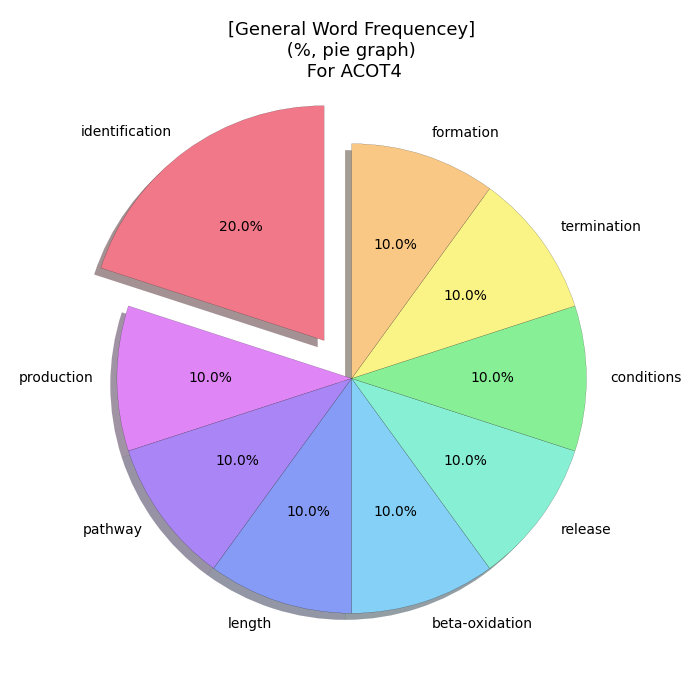 [General Word Frequencey]
(%, pie graph)
For ACOT4
identification
20.0%
formation
10.0%
termination
10.0%
conditions
10.0%
release
10.0%
beta-oxidation
10.0%
length
10.0%
pathway
10.0%
production
10.0%